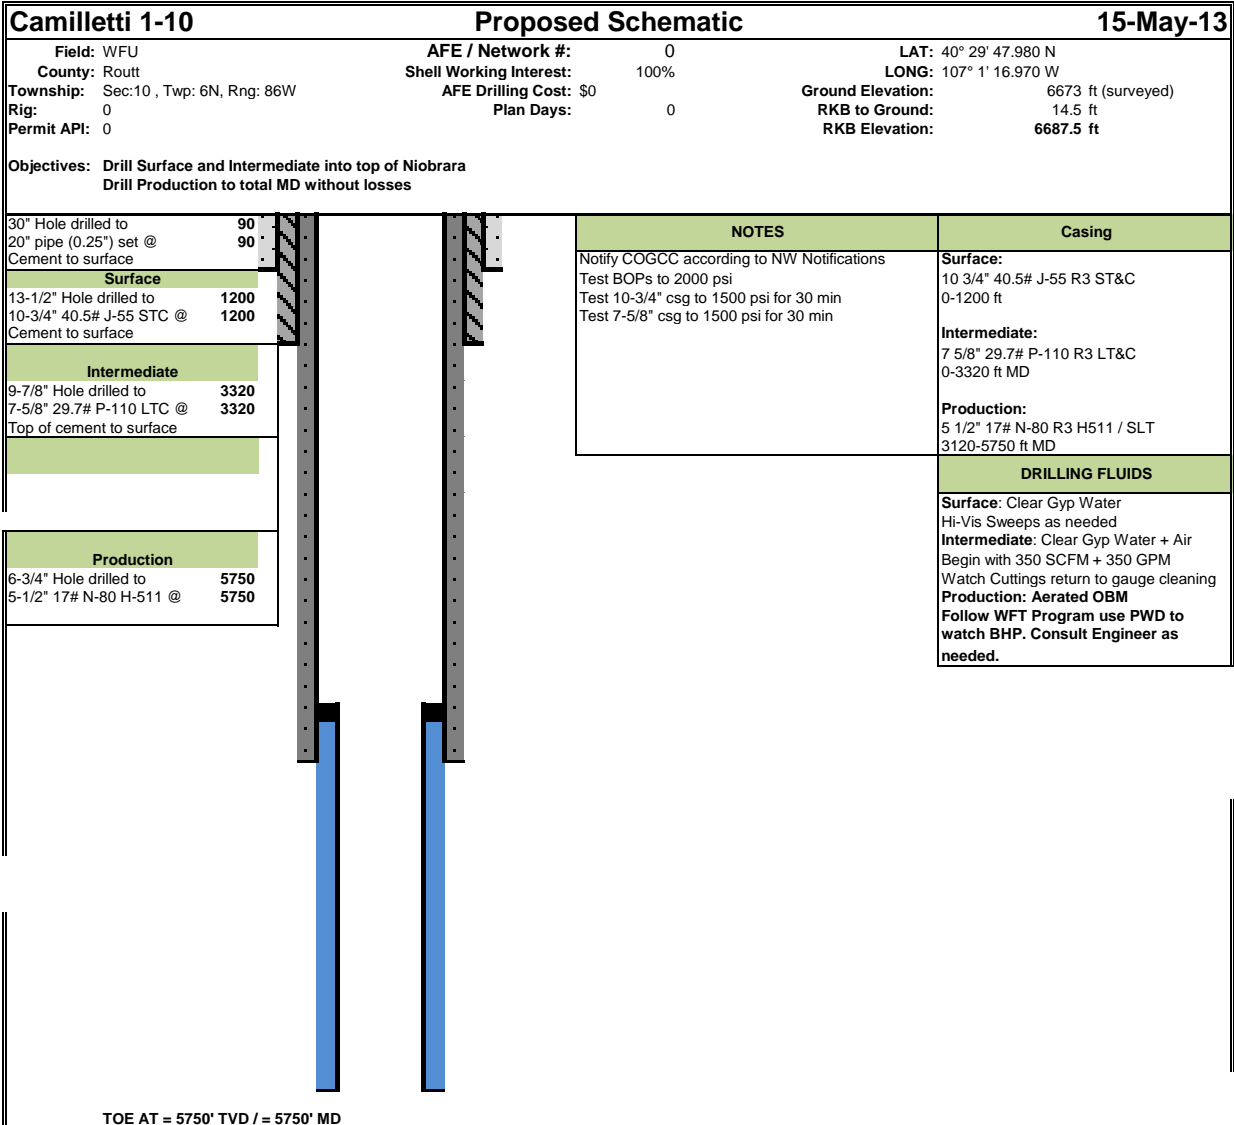 Camilletti 1-10 Proposed Schematic 15-May-13
Field: WFU AFE / Network #: 0 LAT: 40° 29' 47.980 N
County: Routt Shell Working Interest: 100% LONG: 107° 1' 16.970 W
Township: Sec:10 , Twp: 6N, Rng: 86W AFE Drilling Cost: $0 Ground Elevation: 6673 ft (surveyed)
Rig: 0 Plan Days: 0 RKB to Ground: 14.5 ft
Permit API: 0 RKB Elevation: 6687.5 ft
Objectives: Drill Surface and Intermediate into top of Niobrara
Drill Production to total MD without losses
30" Hole drilled to 90
20" pipe (0.25") set @ 90
Cement to surface
Surface
13-1/2" Hole drilled to 1200
10-3/4" 40.5# J-55 STC @ 1200
Cement to surface
Intermediate
9-7/8" Hole drilled to 3320
7-5/8" 29.7# P-110 LTC @ 3320
Top of cement to surface
Production
6-3/4" Hole drilled to 5750
5-1/2" 17# N-80 H-511 @ 5750
NOTES
Notify COGCC according to NW Notifications
Test BOPs to 2000 psi
Test 10-3/4" csg to 1500 psi for 30 min
Test 7-5/8" csg to 1500 psi for 30 min
Casing
Surface:
10 3/4" 40.5# J-55 R3 ST&C
0-1200 ft
Intermediate:
7 5/8" 29.7# P-110 R3 LT&C
0-3320 ft MD
Production:
5 1/2" 17# N-80 R3 H511 / SLT
3120-5750 ft MD
DRILLING FLUIDS
Surface: Clear Gyp Water
Hi-Vis Sweeps as needed
Intermediate: Clear Gyp Water + Air
Begin with 350 SCFM + 350 GPM
Watch Cuttings return to gauge cleaning
Production: Aerated OBM
Follow WFT Program use PWD to
watch BHP. Consult Engineer as
needed.
TOE AT = 5750' TVD / = 5750' MD